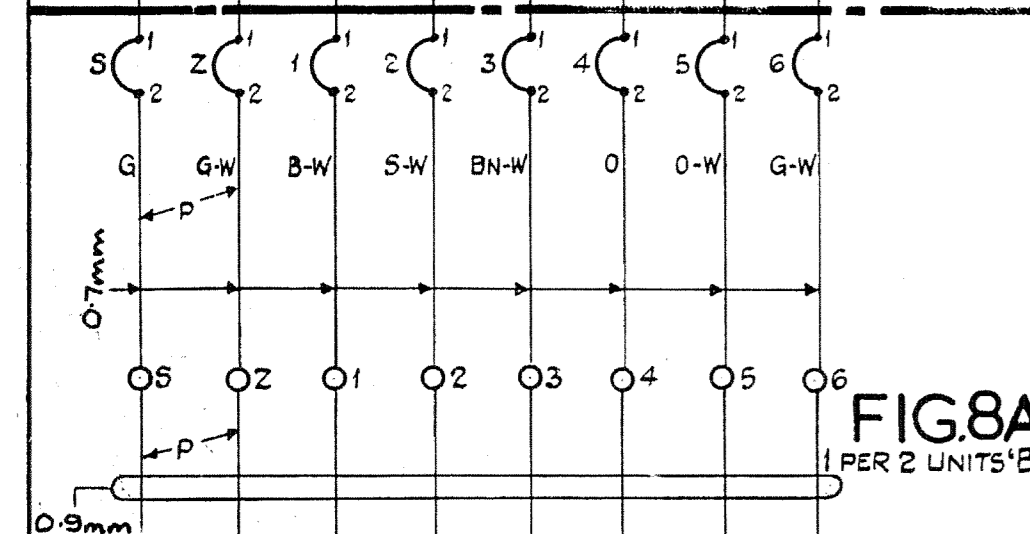 1 1 1 1 1 1 1 1
S Z 1 2 3 4 5 6
2 2 2 2 2 2 2 2
G G-W B-W S-W BN-W O O-W G-W
P
0.7mm
S Z 1 2 3 4 5 6
FIG.8A
P
1 PER 2 UNITS'B
0.9mm